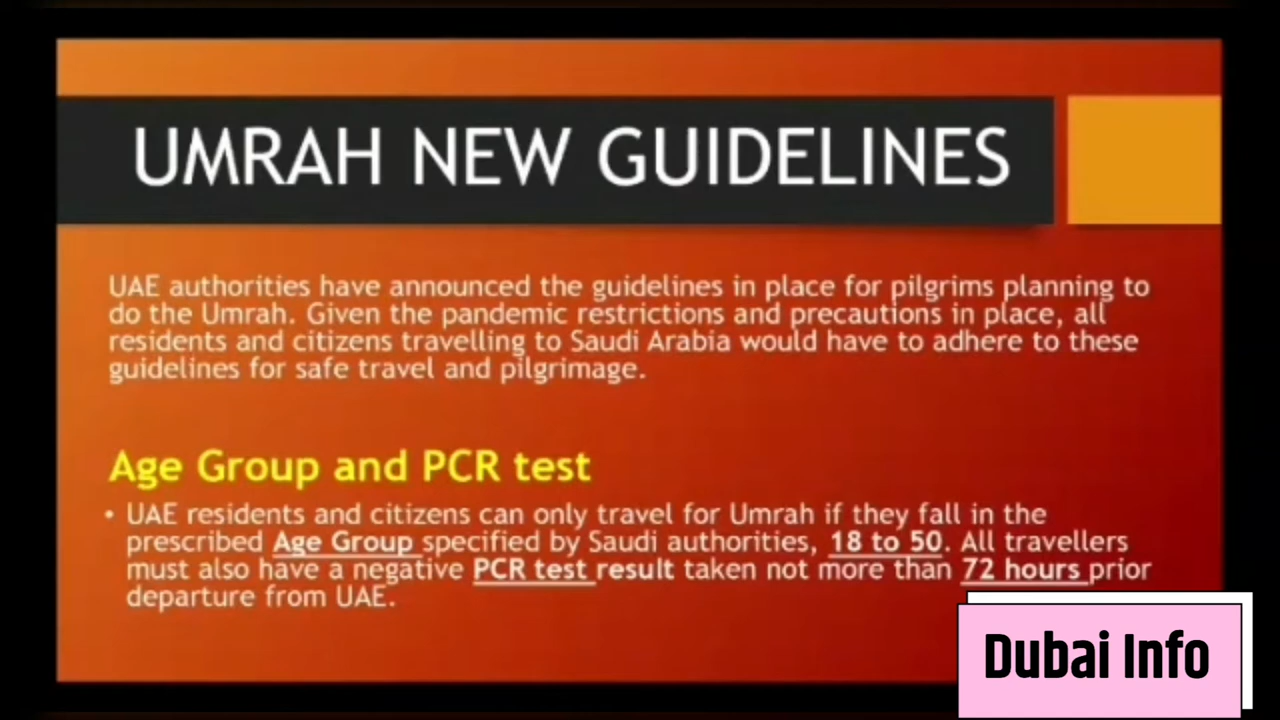 UMRAH NEW GUIDELINES
UAE authorities have announced the guidelines in place for pilgrims planning to
do the Umrah. Given the pandemic restrictions and precautions in place, all
residents and citizens travelling to Saudi Arabia would have to adhere to these
guidelines for safe travel and pilgrimage.
Age Group and PCR test
• UAE residents and citizens can only travel for Umrah if they fall in the
prescribed Age Group specified by Saudi authorities, 18 to 50. All travellers
must also have a negative PCR test result taken not more than 72 hours prior
departure from UAE.
Dubai Info